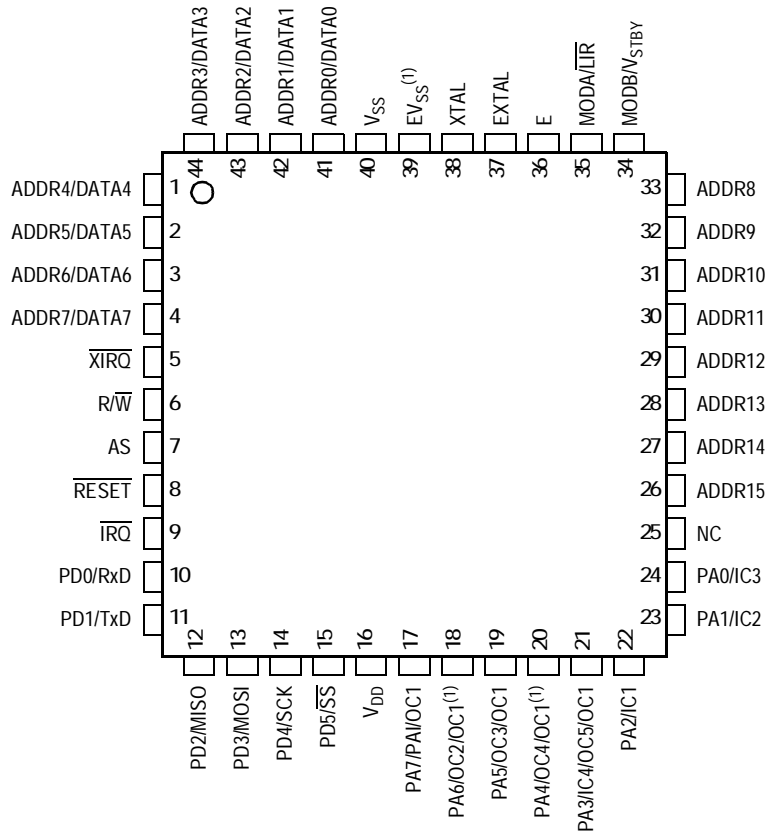 ADDR3/DATA3
ADDR2/DATA2
ADDR1/DATA1
ADDR0/DATA0
VSS
EVSS(1)
XTAL
EXTAL
E
MODA/LIR
MODB/VSTBY
44
43
42
41
40
39
38
37
36
35
34
ADDR4/DATA4 1
ADDR5/DATA5 2
ADDR6/DATA6 3
ADDR7/DATA7 4
XIRQ 5
R/W 6
AS 7
RESET 8
IRQ 9
PD0/RxD 10
PD1/TxD 11
33 ADDR8
32 ADDR9
31 ADDR10
30 ADDR11
29 ADDR12
28 ADDR13
27 ADDR14
26 ADDR15
25 NC
24 PA0/IC3
23 PA1/IC2
12
13
14
15
16
17
18
19
20
21
22
PD2/MISO
PD3/MOSI
PD4/SCK
PD5/SS
VDD
PA7/PAI/OC1
PA6/OC2/OC1(1)
PA5/OC3/OC1
PA4/OC4/OC1(1)
PA3/IC4/OC5/OC1
PA2/IC1